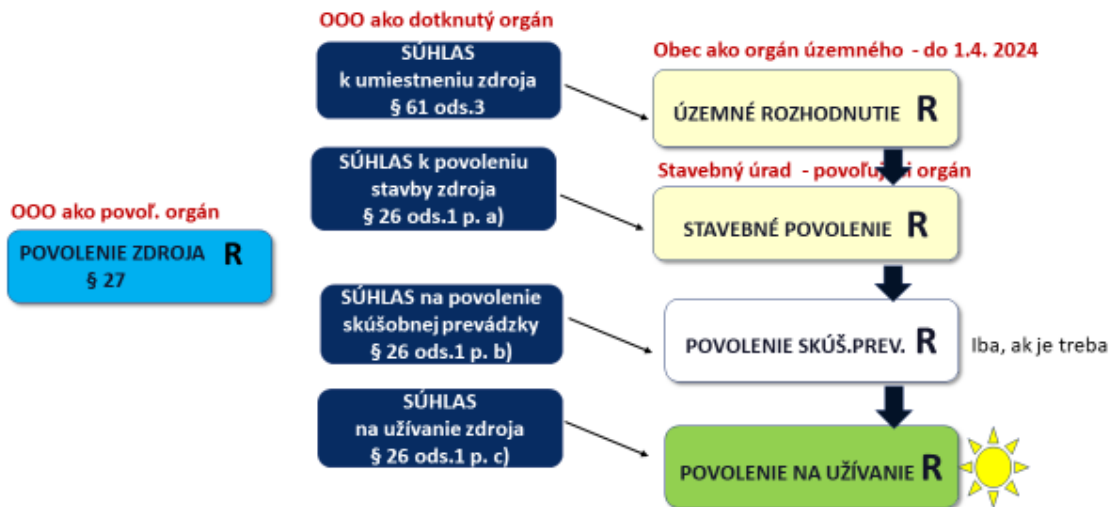 OOO ako dotknutý orgán
SÚHLAS
k umiestneniu zdroja
§ 61 ods.3
Obec ako orgán územného - do 1.4. 2024
ÚZEMNÉ ROZHODNUTIE R
SÚHLAS k povoleniu
stavby zdroja
§ 26 ods.1 p. a)
Stavebný úrad - orgán
STAVEBNÉ POVOLENIE R
OOO ako povoľ. orgán
POVOLENIE ZDROJA R
§ 27
SÚHLAS na povolenie
skúšobnej prevádzky
§ 26 ods.1 p. b)
POVOLENIE SKÚŠ.PREV. R
Iba, ak je treba
SÚHLAS
na užívanie zdroja
§ 26 ods.1 p. c)
POVOLENIE NA UŽÍVANIE R